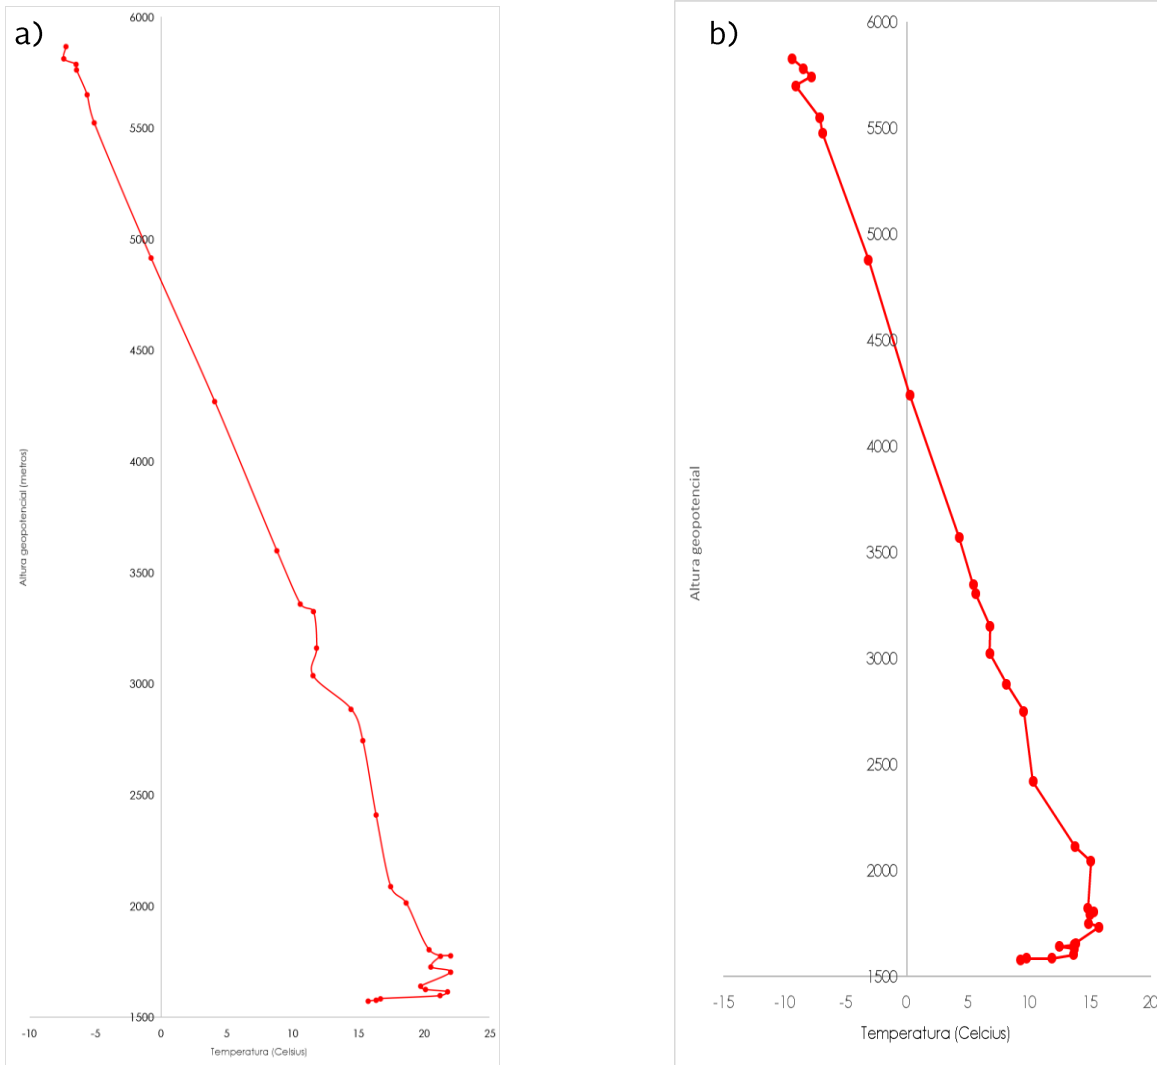 a)
6000
5500
5000
4500
4000
3500
3000
2500
2000
1500
-10 -5 0 5 10 15 20 25
Altura geopotencial (metros)
Temperatura (Celsius)
b)
6000
5500
5000
4500
4000
3500
3000
2500
2000
1500
-15 -10 -5 0 5 10 15 20
Altura geopotencial
Temperatura (Celcius)